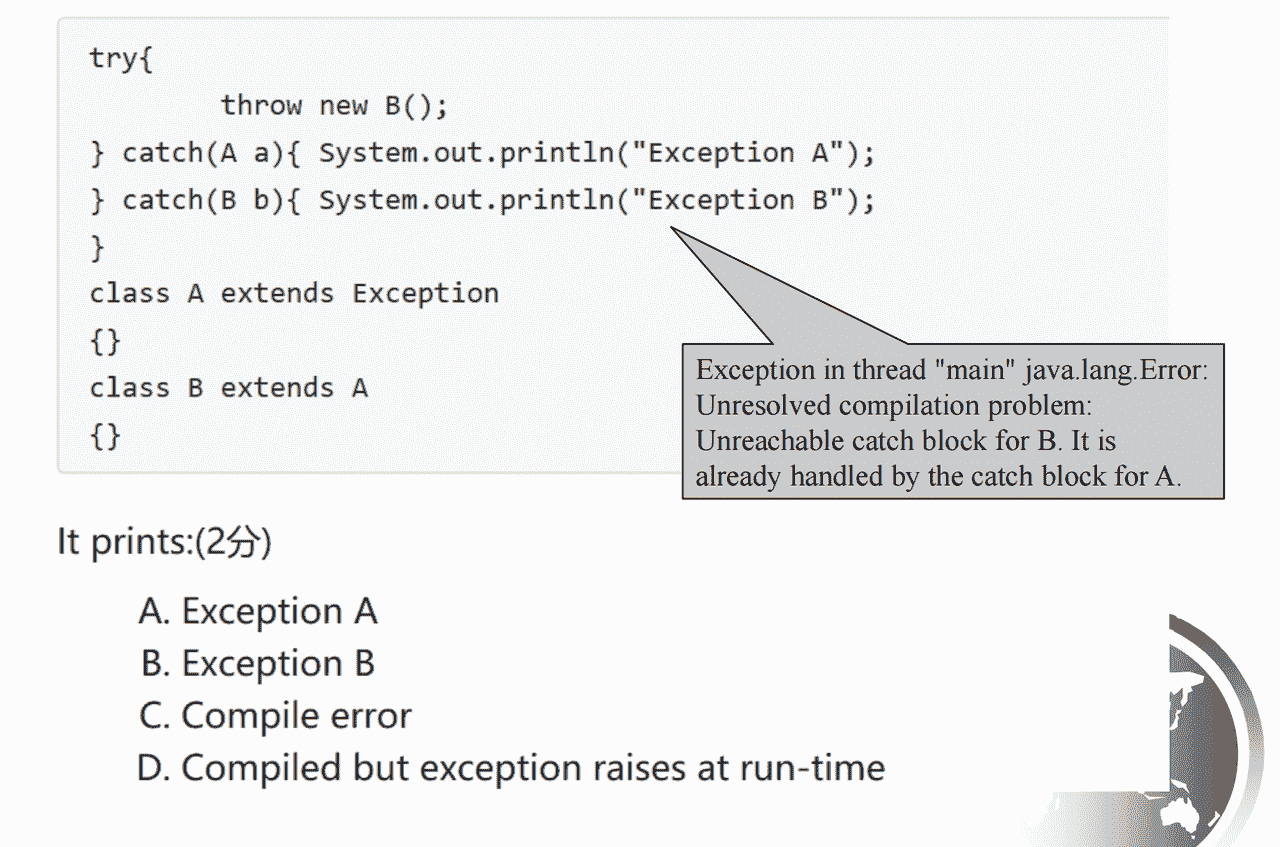 try{
throw new B();
} catch(A a){ System.out.println("Exception A");
} catch(B b){ System.out.println("Exception B");
}
class A extends Exception
{}
class B extends A
{}
Exception in thread "main" java.lang.Error:
Unresolved compilation problem:
Unreachable catch block for B. It is
already handled by the catch block for A.
It prints:(2分)
A. Exception A
B. Exception B
C. Compile error
D. Compiled but exception raises at run-time